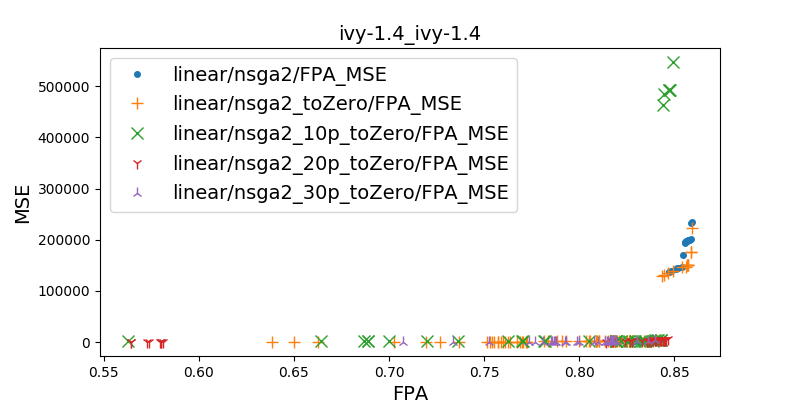 ivy-1.4_ivy-1.4
MSE
500000
400000
300000
200000
100000
0
linear/nsga2/FPA_MSE
linear/nsga2_toZero/FPA_MSE
linear/nsga2_10p_toZero/FPA_MSE
linear/nsga2_20p_toZero/FPA_MSE
linear/nsga2_30p_toZero/FPA_MSE
0.55 0.60 0.65 0.70 0.75 0.80 0.85
FPA